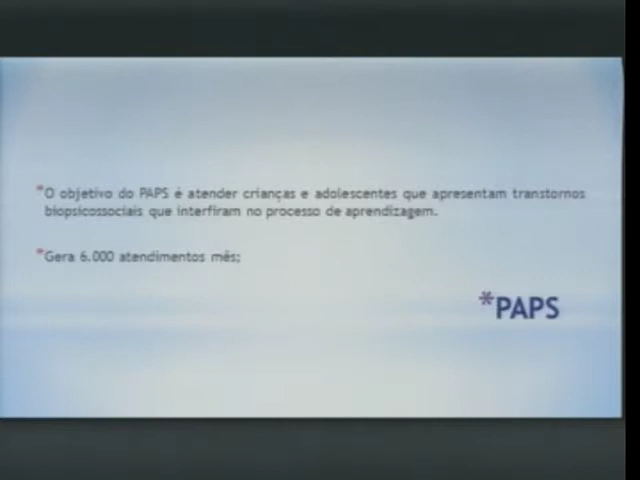 *O objetivo do PAPS é atender crianças e adolescentes que apresentam transtornos
biopsicossociais que interfiram no processo de aprendizagem.
*Gera 6.000 atendimentos mês;
*PAPS